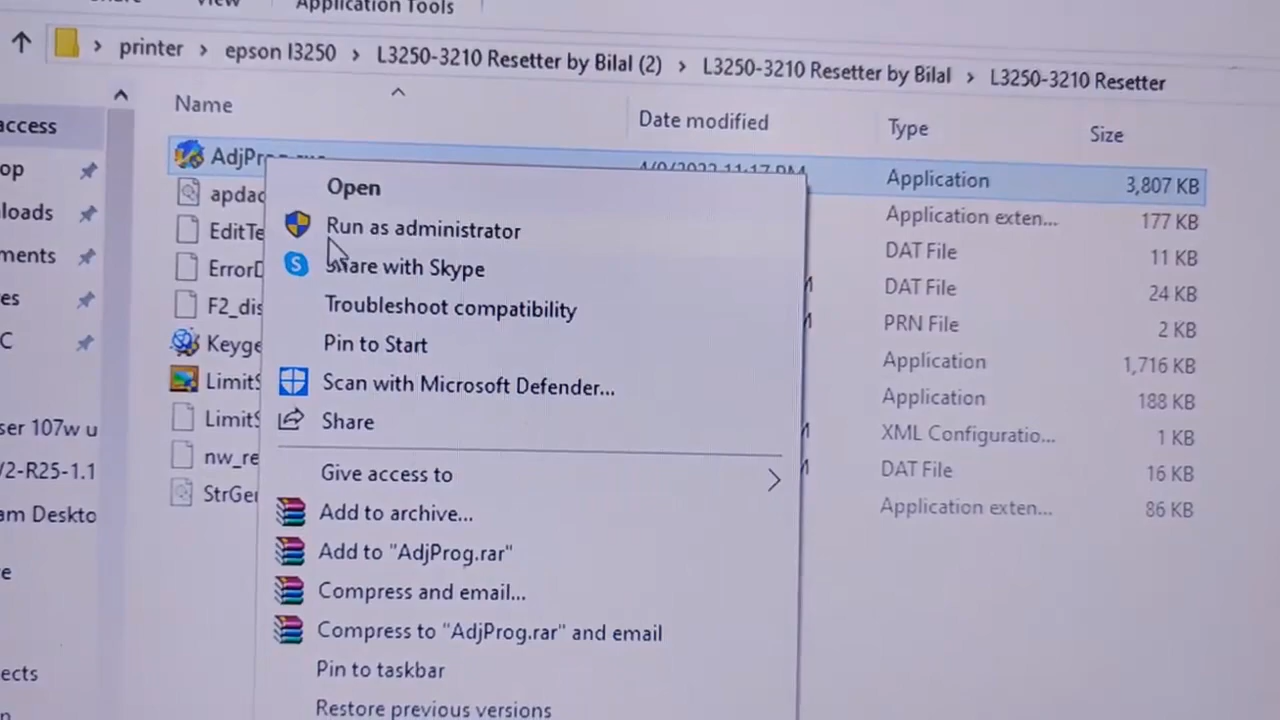 Application Tools
printer > epson l3250 > L3250-3210 Resetter by Bilal (2) > L3250-3210 Resetter by Bilal > L3250-3210 Resetter
Name Date modified Type Size
access
AdjPr Application 3,807 KB
apdac Application exten... 177 KB
EditTe DAT File 11 KB
ErrorD DAT File 24 KB
F2_dis PRN File 2 KB
Keyge Application 1,716 KB
LimitS Application 188 KB
LimitS XML Configuratio... 1 KB
nw_re DAT File 16 KB
StrGe Application exten... 86 KB
op
loads
ments
es
C
ser 107w u
/2-R25-1.1
am Deskto
e
ects
Open
Run as administrator
Share with Skype
Troubleshoot compatibility
Pin to Start
Scan with Microsoft Defender...
Share
Give access to
Add to archive...
Add to "AdjProg.rar"
Compress and email...
Compress to "AdjProg.rar" and email
Pin to taskbar
Restore previous versions